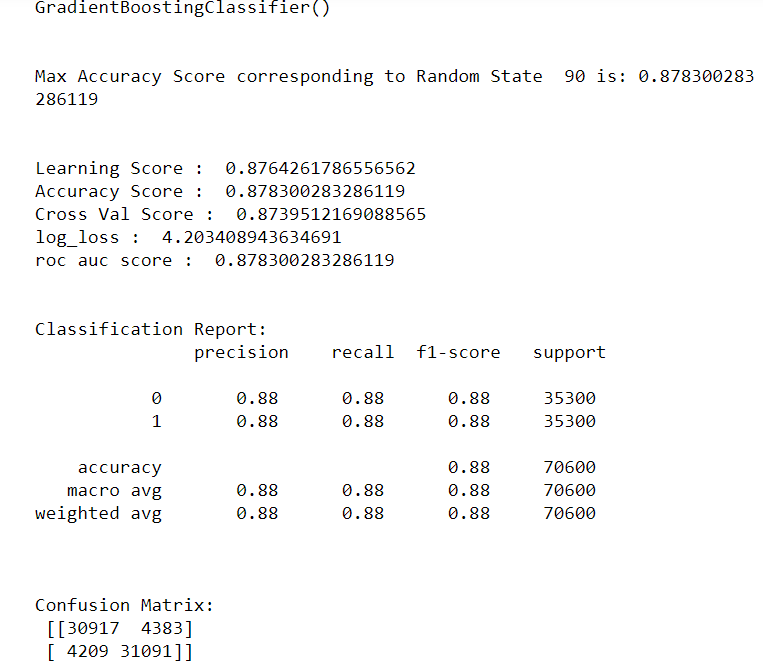 GradientBoostingClassifier()
Max Accuracy Score corresponding to Random State  90 is: 0.878300283
286119
Learning Score :  0.8764261786556562
Accuracy Score :  0.878300283286119
Cross Val Score :  0.8739512169088565
log_loss :  4.203408943634691
roc auc score :  0.878300283286119
Classification Report:
              precision    recall  f1-score   support
           0       0.88      0.88      0.88     35300
           1       0.88      0.88      0.88     35300
    accuracy                           0.88     70600
   macro avg       0.88      0.88      0.88     70600
weighted avg       0.88      0.88      0.88     70600
Confusion Matrix:
 [[30917  4383]
 [ 4209 31091]]